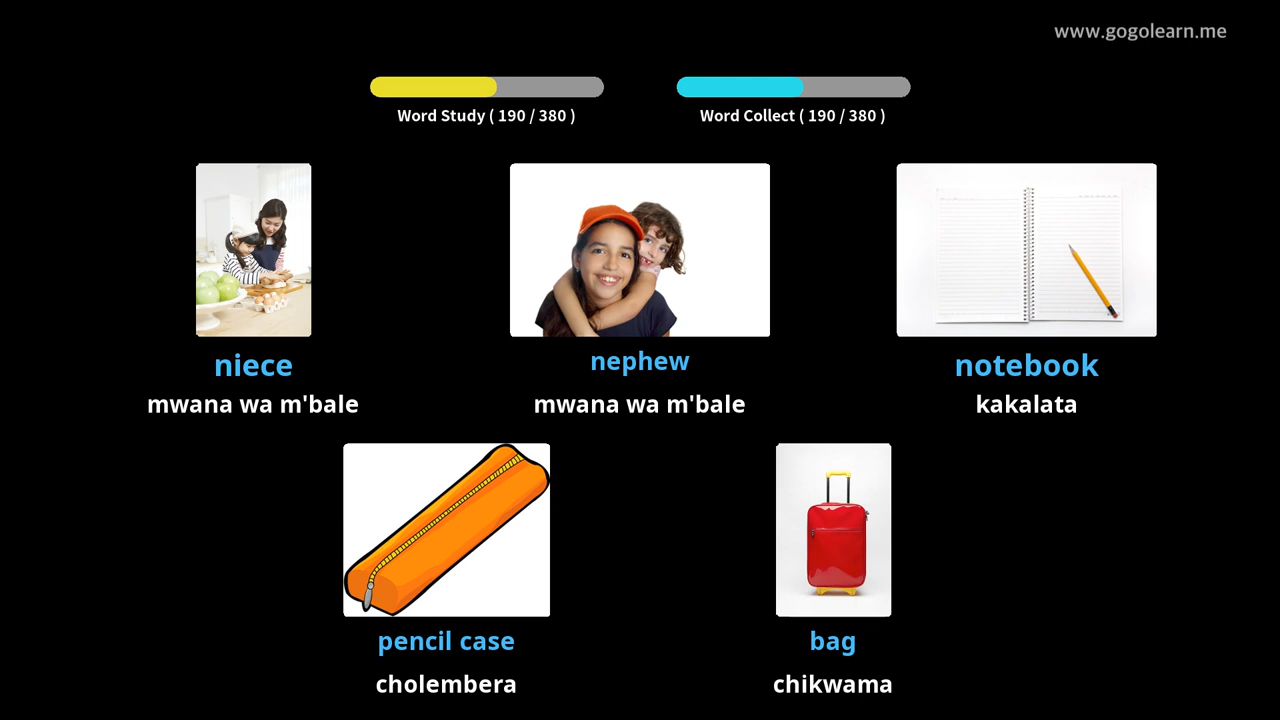 www.gogolearn.me
Word Study ( 190 / 380 )
Word Collect ( 190 / 380 )
niece
mwana wa m'bale
nephew
mwana wa m'bale
notebook
kakalata
pencil case
cholembera
bag
chikwama